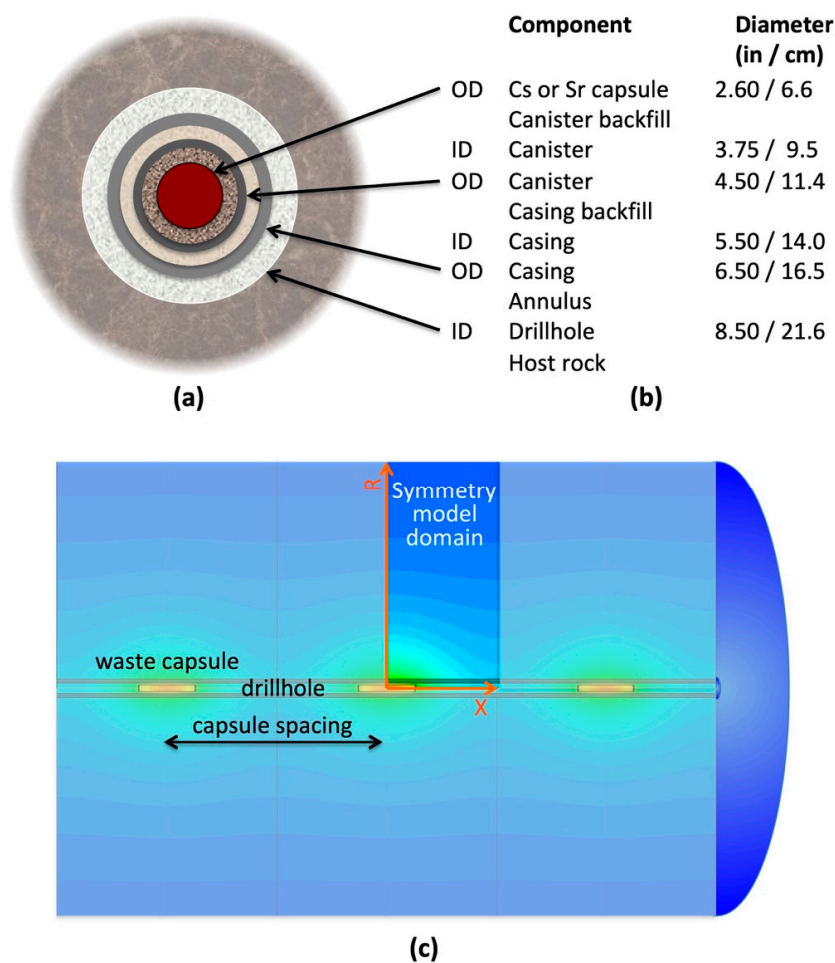 Component Diameter
(in / cm)
OD Cs or Sr capsule 2.60 / 6.6
Canister backfill
ID Canister 3.75 / 9.5
OD Canister 4.50 / 11.4
Casing backfill
ID Casing 5.50 / 14.0
OD Casing 6.50 / 16.5
Annulus
ID Drillhole 8.50 / 21.6
Host rock
(a) (b)
R
Symmetry
model
domain
waste capsule
drillhole
X
capsule spacing
(c)